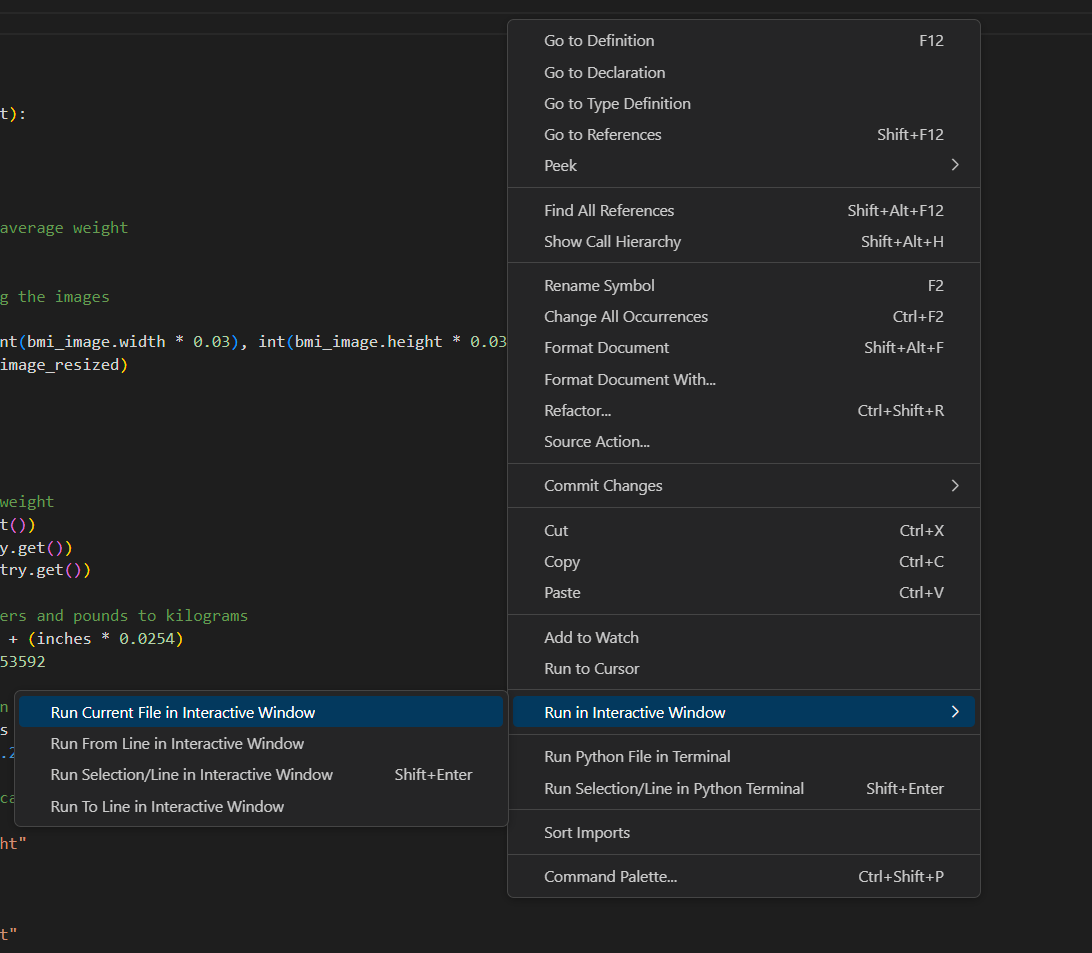 t):
average weight
g the images
nt(bmi_image.width * 0.03), int(bmi_image.height * 0.03
image_resized)
weight
t())
y.get())
try.get())
ers and pounds to kilograms
+ (inches * 0.0254)
53592
n
s
.2
ca
ht"
t"
Go to Definition F12
Go to Declaration
Go to Type Definition
Go to References Shift+F12
Peek
Find All References Shift+Alt+F12
Show Call Hierarchy Shift+Alt+H
Rename Symbol F2
Change All Occurrences Ctrl+F2
Format Document Shift+Alt+F
Format Document With...
Refactor... Ctrl+Shift+R
Source Action...
Commit Changes
Cut Ctrl+X
Copy Ctrl+C
Paste Ctrl+V
Add to Watch
Run to Cursor
Run in Interactive Window
Run Python File in Terminal
Run Selection/Line in Python Terminal Shift+Enter
Sort Imports
Command Palette... Ctrl+Shift+P
Run Current File in Interactive Window
Run From Line in Interactive Window
Run Selection/Line in Interactive Window Shift+Enter
Run To Line in Interactive Window